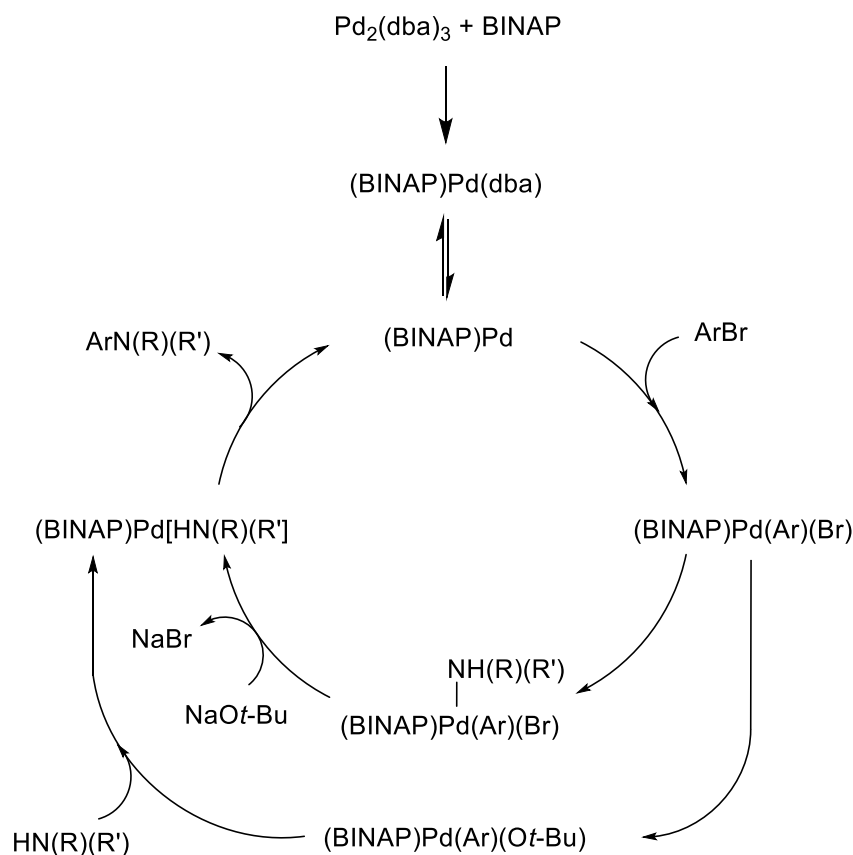 Pd₂(dba)₃ + BINAP
(BINAP)Pd(dba)
(BINAP)Pd
ArBr
ArN(R)(R')
(BINAP)Pd[HN(R)(R']
(BINAP)Pd(Ar)(Br)
NaBr
NH(R)(R')
NaOt-Bu
(BINAP)Pd(Ar)(Br)
HN(R)(R')
(BINAP)Pd(Ar)(Ot-Bu)